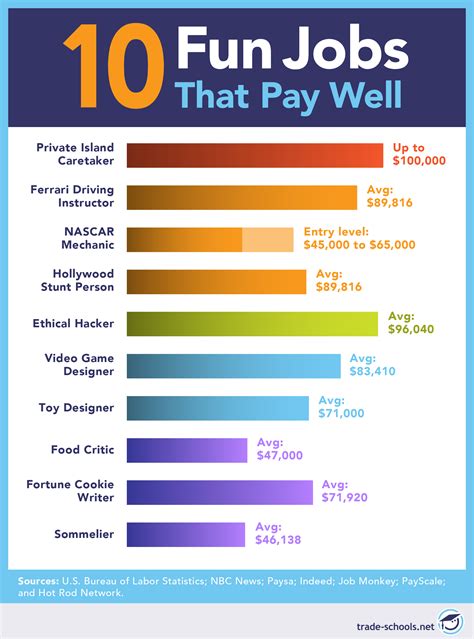 10 Fun Jobs
That Pay Well
Private Island
Caretaker
Up to
$100,000
Ferrari Driving
Instructor
Avg:
$89,816
NASCAR
Mechanic
Entry level:
$45,000 to $65,000
Hollywood
Stunt Person
Avg:
$89,816
Ethical Hacker
Avg:
$96,040
Video Game
Designer
Avg:
$83,410
Toy Designer
Avg:
$71,000
Food Critic
Avg:
$47,000
Fortune Cookie
Writer
Avg:
$71,920
Sommelier
Avg:
$46,138
Sources: U.S. Bureau of Labor Statistics; NBC News; Paysa; Indeed; Job Monkey; PayScale;
and Hot Rod Network.
trade-schools.net